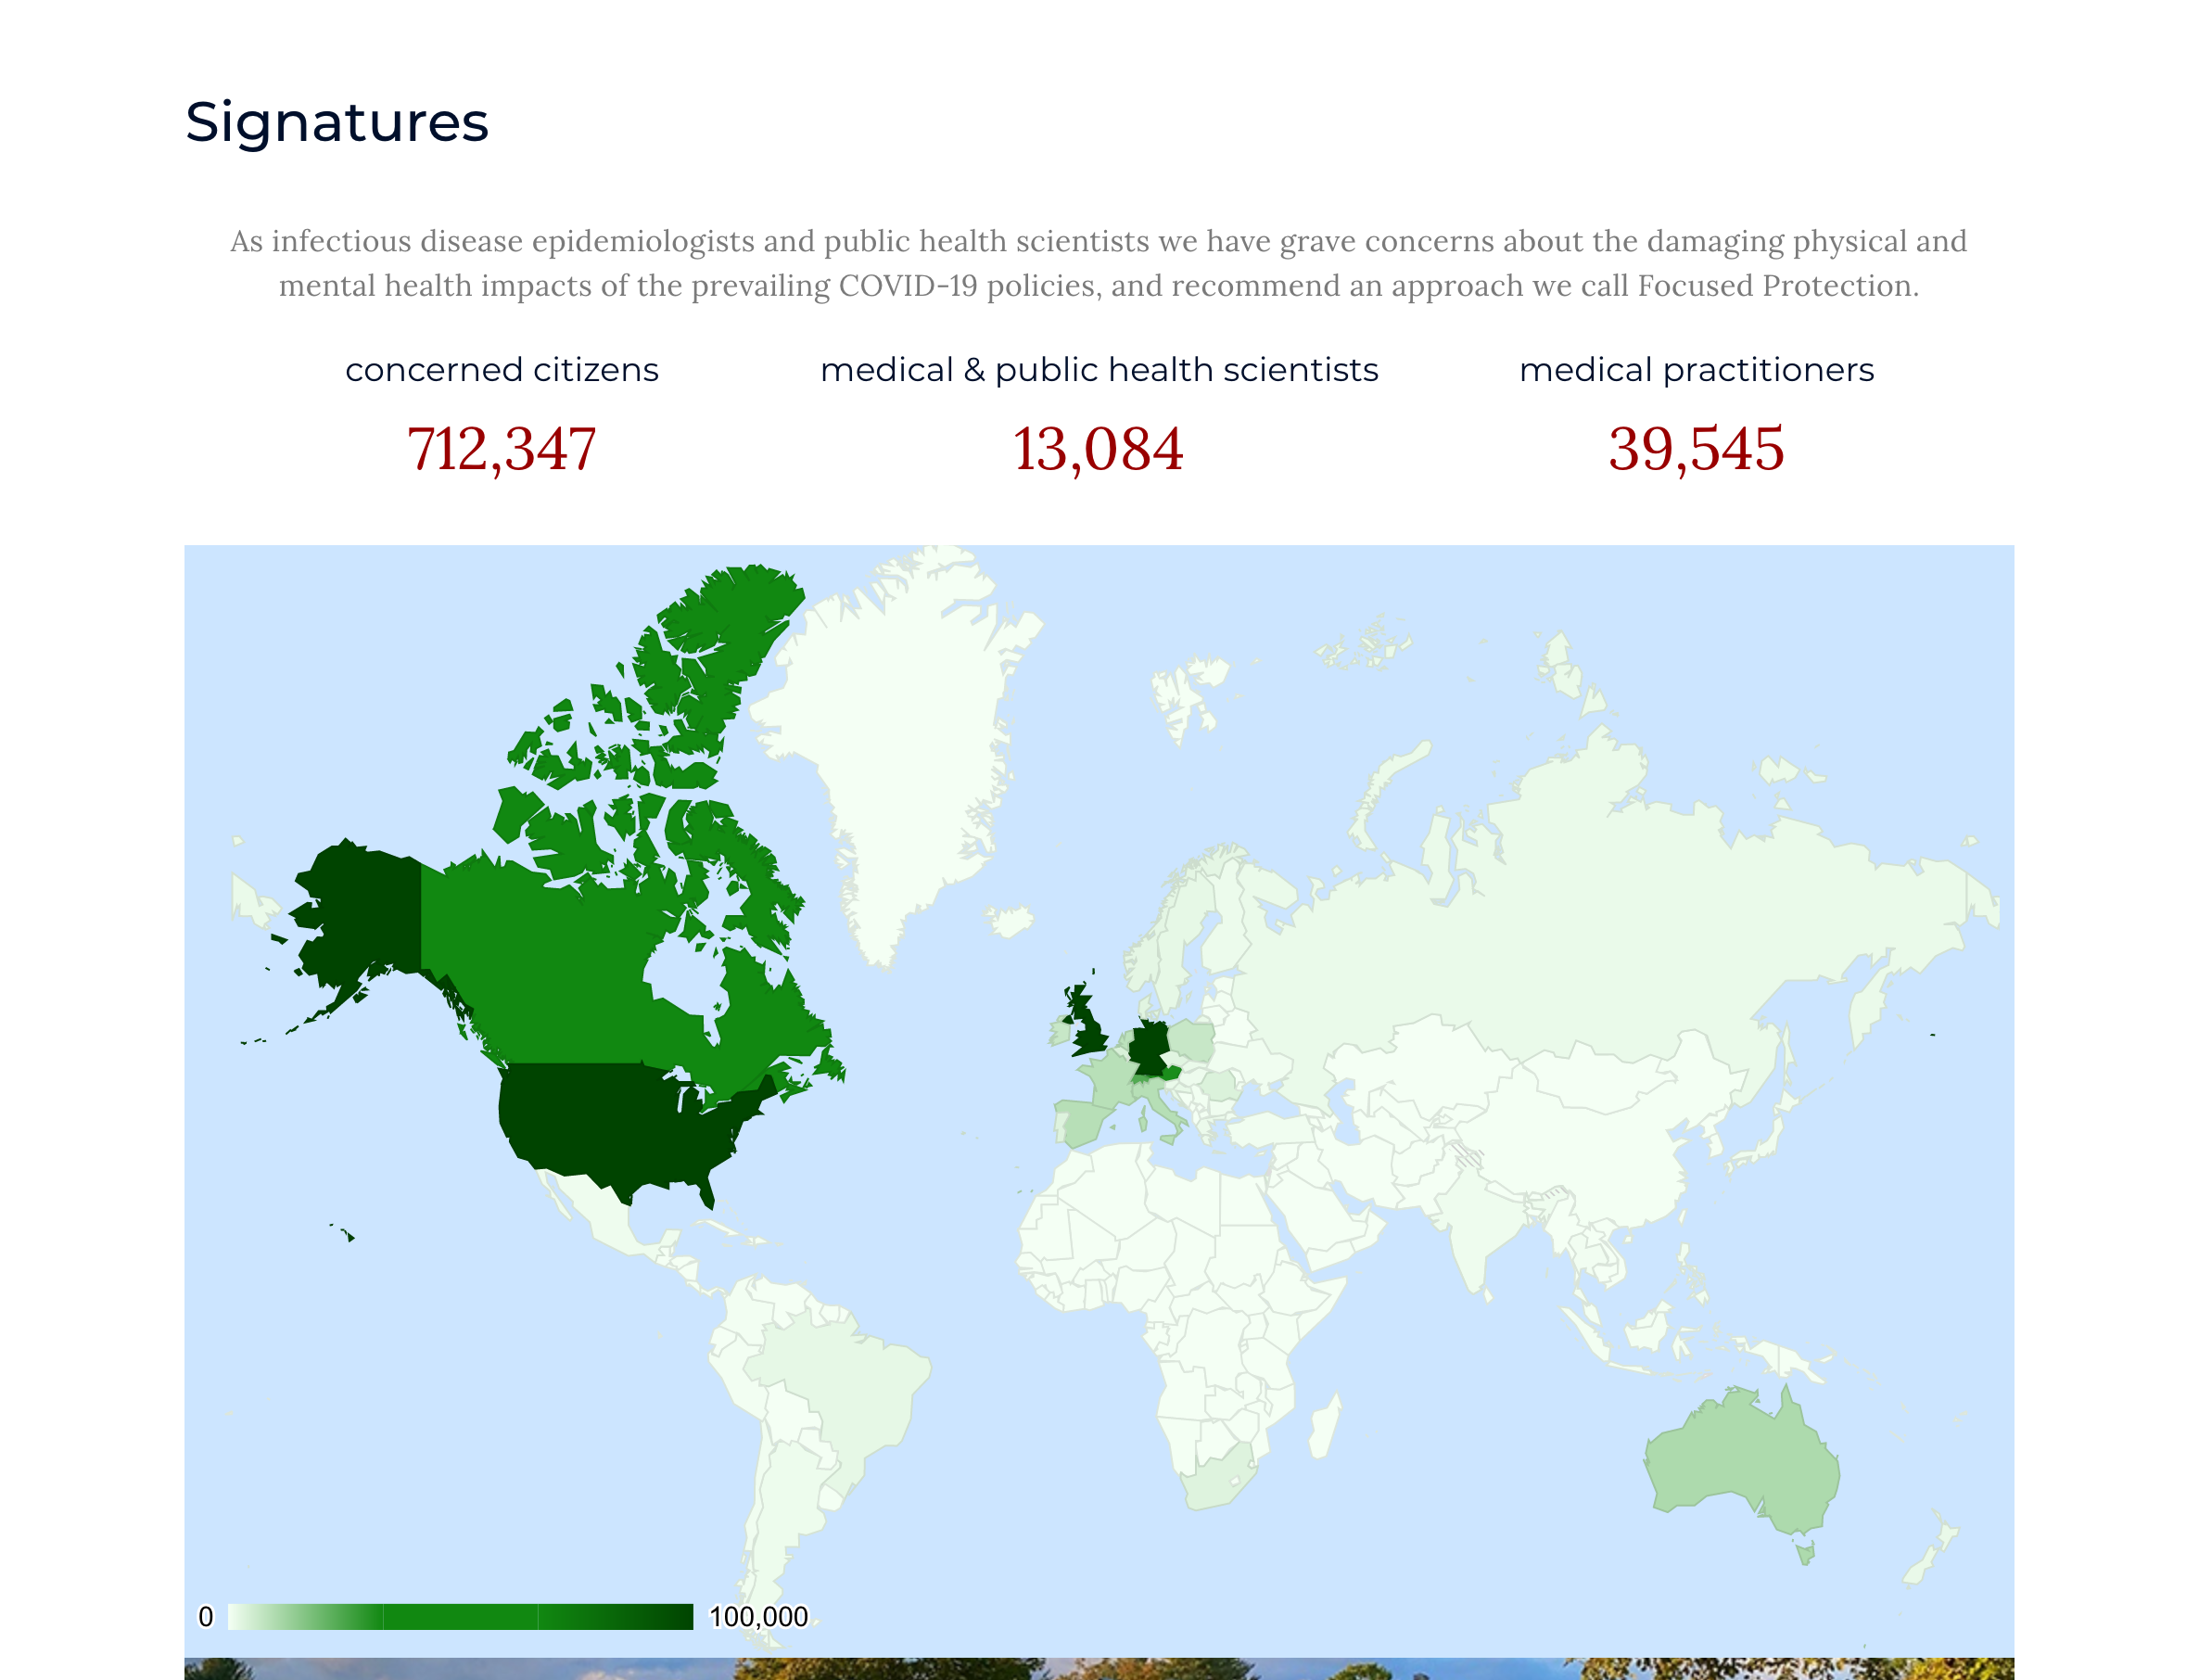 Signatures
As infectious disease epidemiologists and public health scientists we have grave concerns about the damaging physical and
mental health impacts of the prevailing COVID-19 policies, and recommend an approach we call Focused Protection.
concerned citizens
712,347
medical & public health scientists
13,084
medical practitioners
39,545
0
100,000